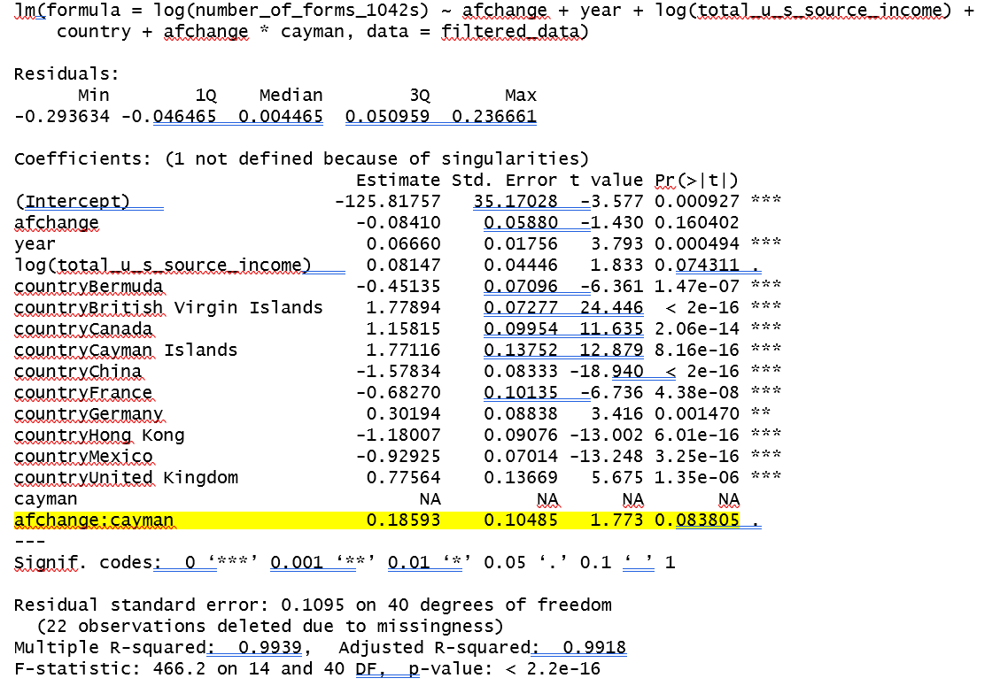 lm(formula = log(number_of_forms_1042s) ~ afchange + year + log(total_u_s_source_income) +
    country + afchange * cayman, data = filtered_data)
Residuals:
      Min        1Q    Median        3Q       Max
-0.293634 -0.046465  0.004465  0.050959  0.236661
Coefficients: (1 not defined because of singularities)
                                Estimate Std. Error t value Pr(>|t|)
(Intercept)                   -125.81757   35.17028  -3.577 0.000927 ***
afchange                        -0.08410    0.05880  -1.430 0.160402
year                             0.06660    0.01756   3.793 0.000494 ***
log(total_u_s_source_income)     0.08147    0.04446   1.833 0.074311 .
countryBermuda                  -0.45135    0.07096  -6.361 1.47e-07 ***
countryBritish Virgin Islands    1.77894    0.07277  24.446  < 2e-16 ***
countryCanada                    1.15815    0.09954  11.635 2.06e-14 ***
countryCayman Islands            1.77116    0.13752  12.879 8.16e-16 ***
countryChina                    -1.57834    0.08333 -18.940  < 2e-16 ***
countryFrance                   -0.68270    0.10135  -6.736 4.38e-08 ***
countryGermany                   0.30194    0.08838   3.416 0.001470 **
countryHong Kong                -1.18007    0.09076 -13.002 6.01e-16 ***
countryMexico                   -0.92925    0.07014 -13.248 3.25e-16 ***
countryUnited Kingdom            0.77564    0.13669   5.675 1.35e-06 ***
cayman                                NA         NA      NA       NA
afchange:cayman                  0.18593    0.10485   1.773 0.083805 .
---
Signif. codes:  0 ‘***’ 0.001 ‘**’ 0.01 ‘*’ 0.05 ‘.’ 0.1 ‘ ’ 1
Residual standard error: 0.1095 on 40 degrees of freedom
  (22 observations deleted due to missingness)
Multiple R-squared:  0.9939,	Adjusted R-squared:  0.9918
F-statistic: 466.2 on 14 and 40 DF,  p-value: < 2.2e-16